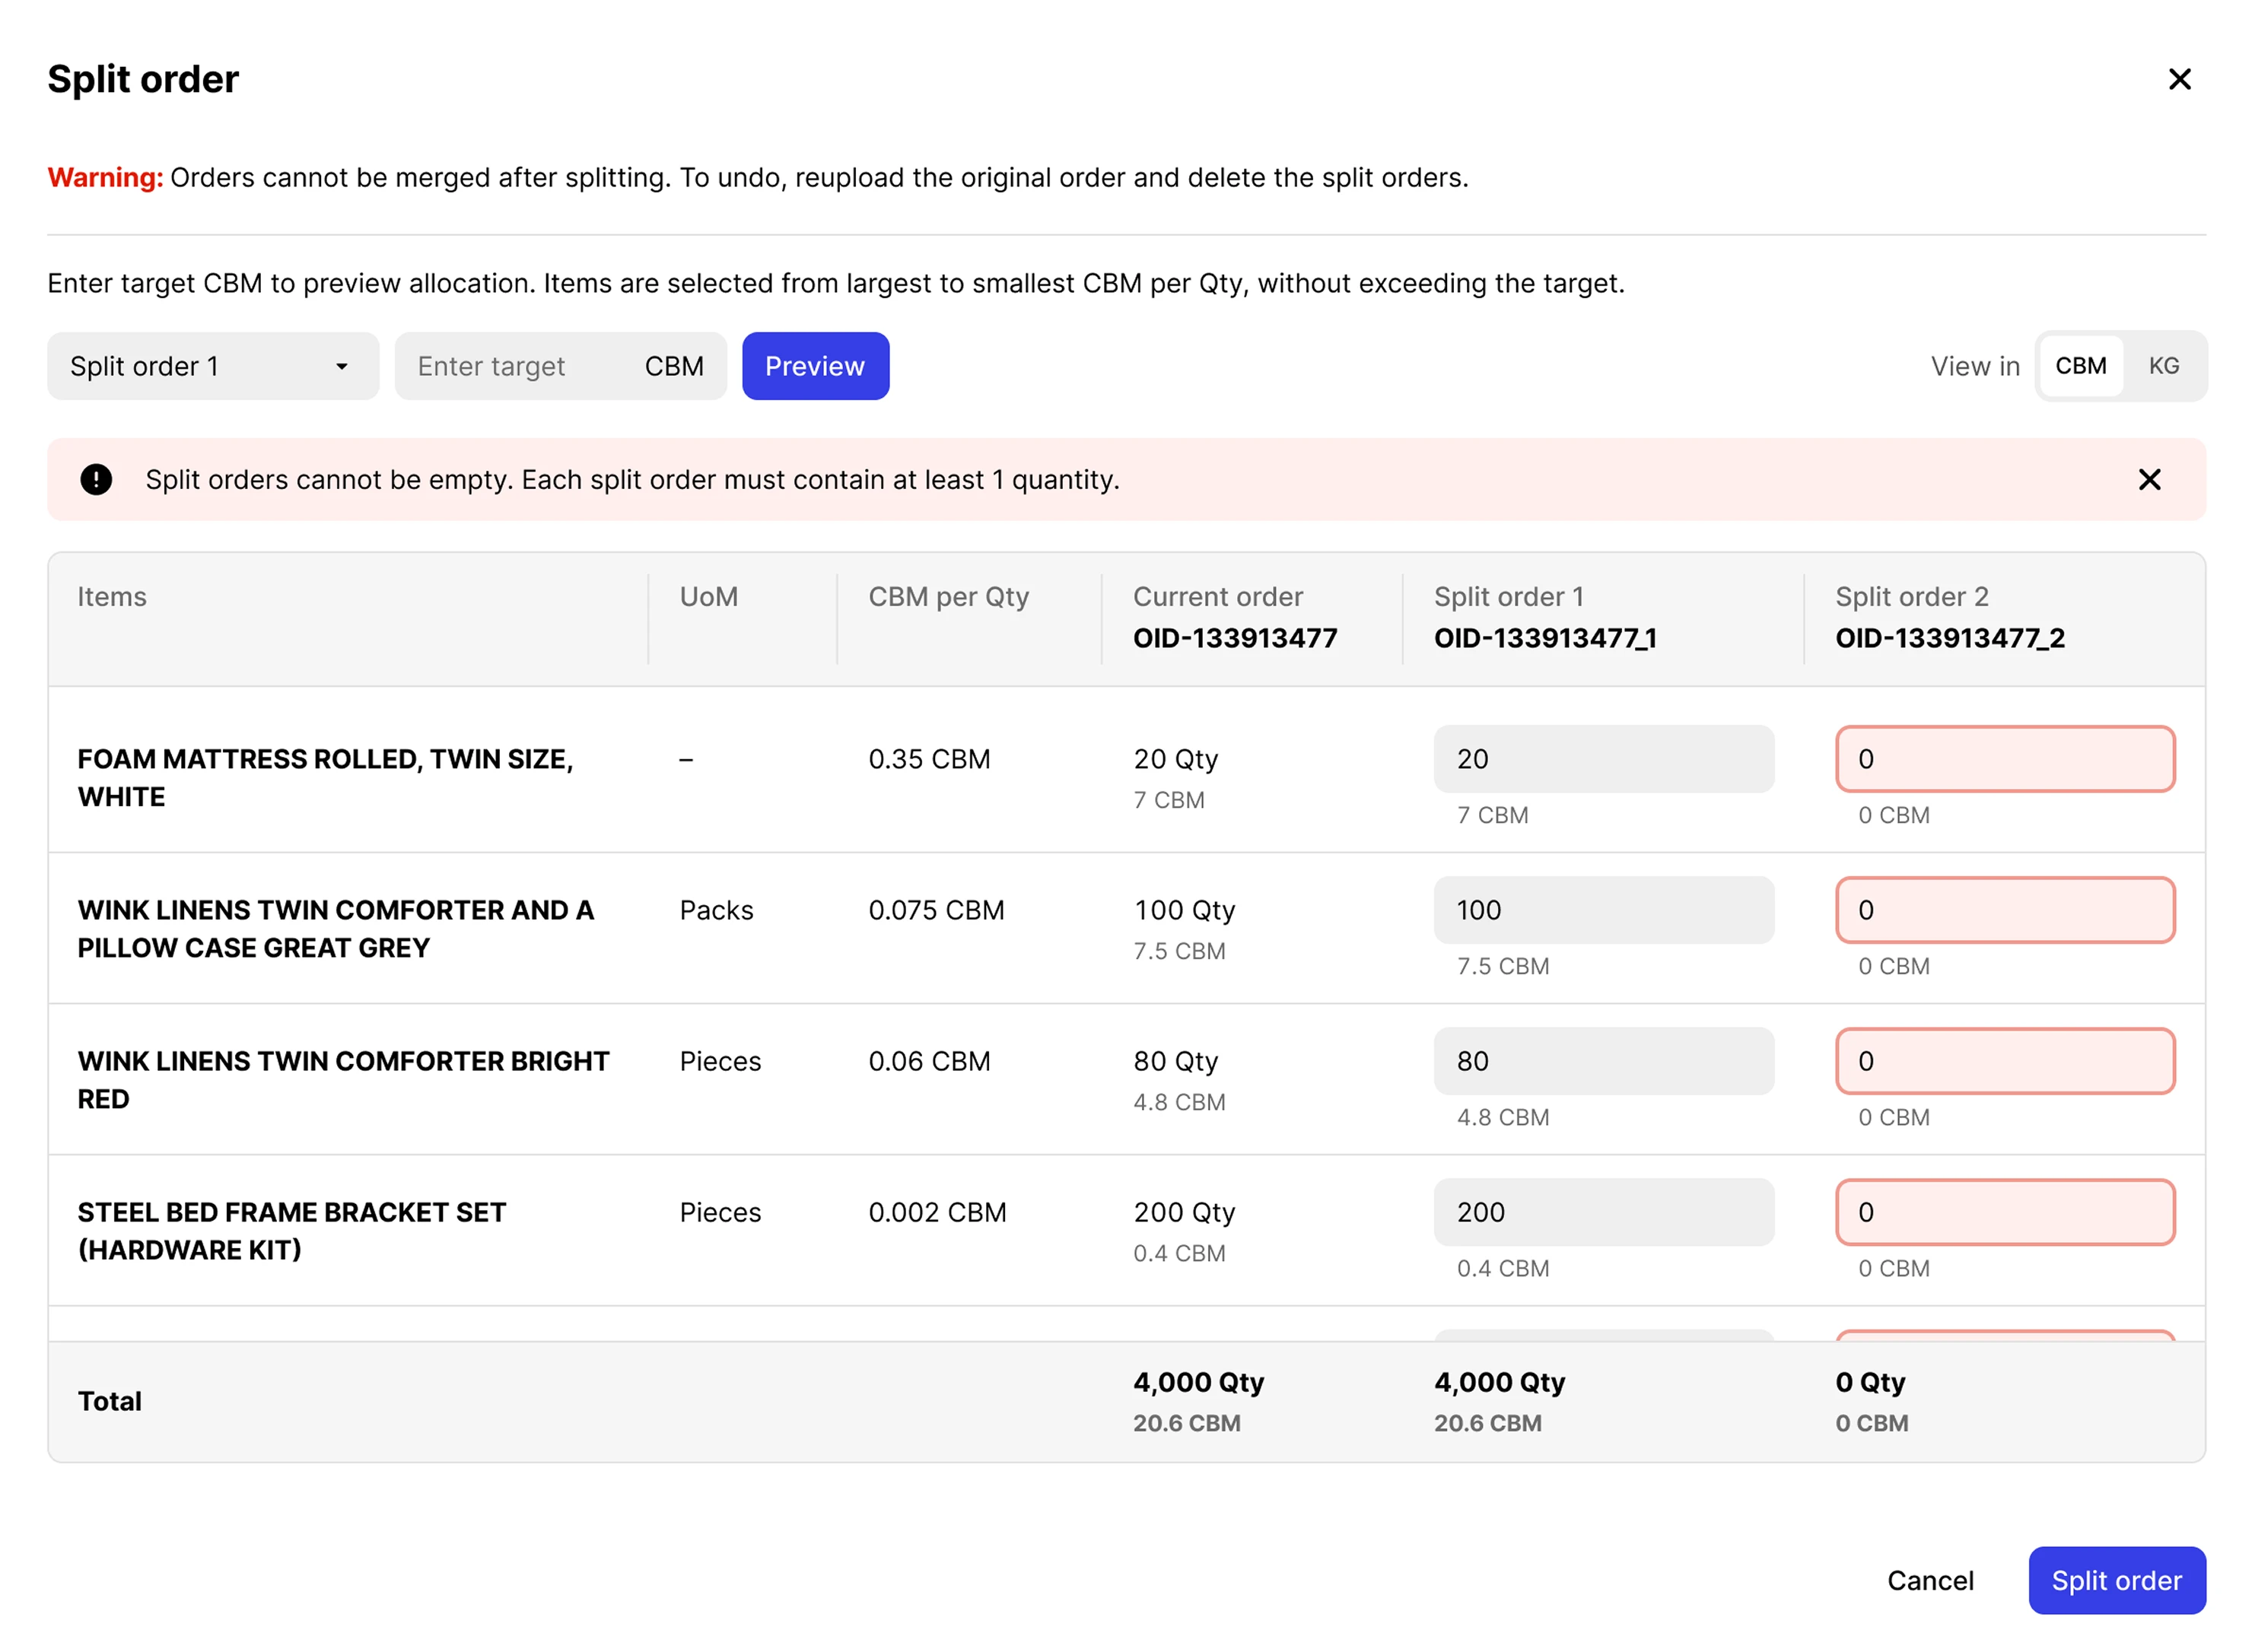 Split order
Warning: Orders cannot be merged after splitting. To undo, reupload the original order and delete the split orders.
Enter target CBM to preview allocation. Items are selected from largest to smallest CBM per Qty, without exceeding the target.
Split order 1 Enter target CBM Preview View in CBM KG
Split orders cannot be empty. Each split order must contain at least 1 quantity.
Items UoM CBM per Qty Current order Split order 1 Split order 2
OID-133913477 OID-133913477_1 OID-133913477_2
FOAM MATTRESS ROLLED, TWIN SIZE, – 0.35 CBM 20 Qty 20 0
WHITE 7 CBM 7 CBM 0 CBM
WINK LINENS TWIN COMFORTER AND A Packs 0.075 CBM 100 Qty 100 0
PILLOW CASE GREAT GREY 7.5 CBM 7.5 CBM 0 CBM
WINK LINENS TWIN COMFORTER BRIGHT Pieces 0.06 CBM 80 Qty 80 0
RED 4.8 CBM 4.8 CBM 0 CBM
STEEL BED FRAME BRACKET SET Pieces 0.002 CBM 200 Qty 200 0
(HARDWARE KIT) 0.4 CBM 0.4 CBM 0 CBM
Total 4,000 Qty 4,000 Qty 0 Qty
20.6 CBM 20.6 CBM 0 CBM
Cancel Split order